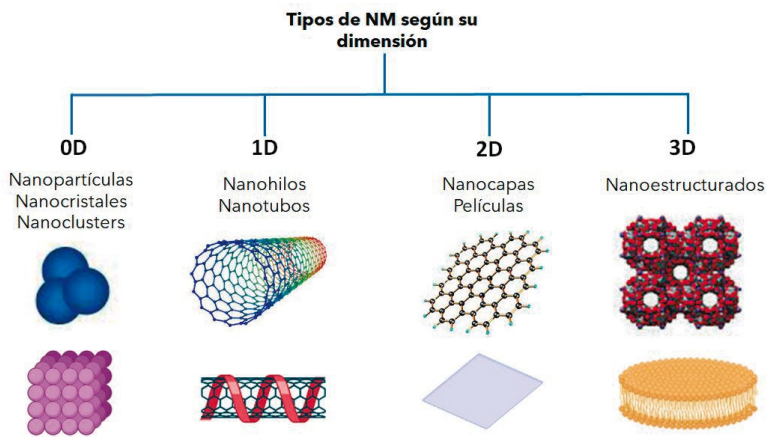 Tipos de NM según su
dimensión
0D
1D
2D
3D
Nanopartículas
Nanocristales
Nanoclusters
Nanohilos
Nanotubos
Nanocapas
Películas
Nanoestructurados